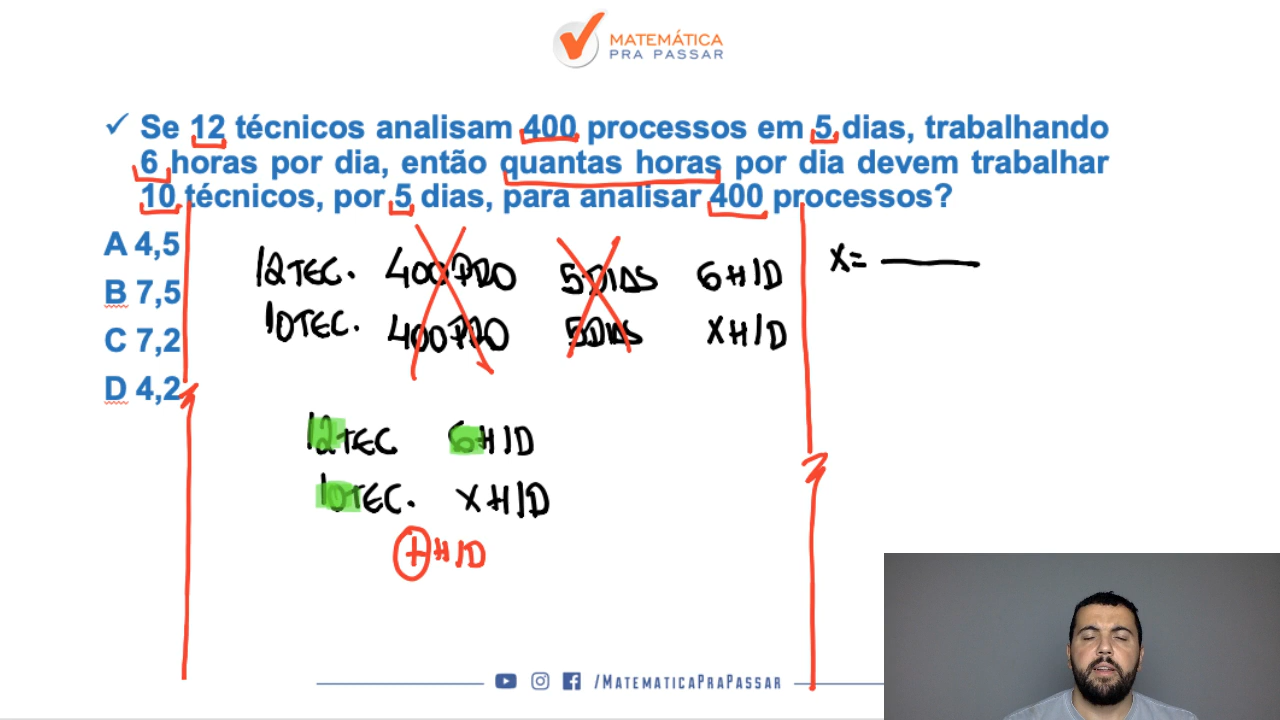 MATEMÁTICA
PRA PASSAR
✓ Se 12 técnicos analisam 400 processos em 5 dias, trabalhando
6 horas por dia, então quantas horas por dia devem trabalhar
10 técnicos, por 5 dias, para analisar 400 processos?
A 4,5
B 7,5
C 7,2
D 4,2
12TEC. 400PRO 5DIAS 6H/D
10TEC. 400PRO 5DIAS XH/D
X=
12TEC 6H/D
10TEC. XH/D
+H/D
/MATEMATICAPRAPASSAR